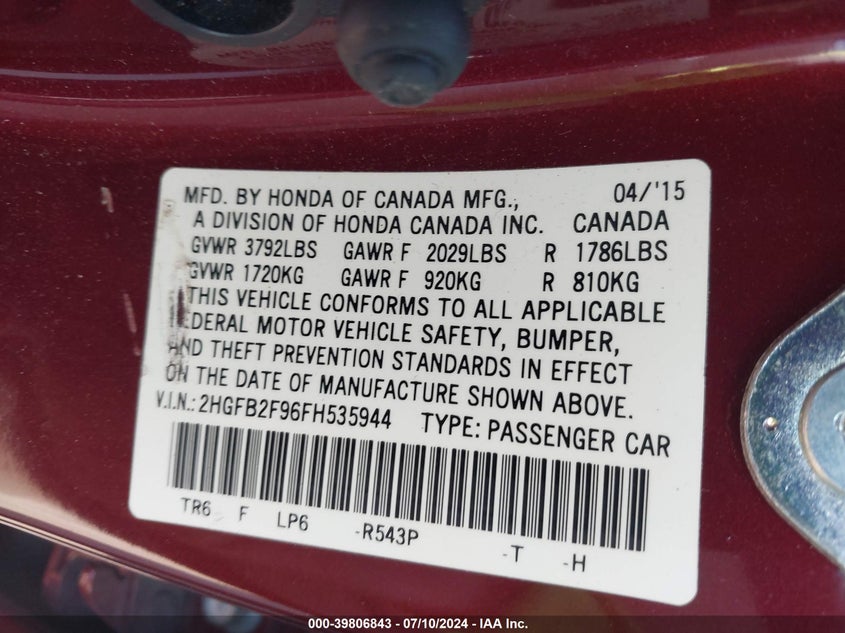 MFD. BY HONDA OF CANADA MFG., 04/'15
A DIVISION OF HONDA CANADA INC. CANADA
GVWR 3792LBS GAWR F 2029LBS R 1786LBS
GVWR 1720KG GAWR F 920KG R 810KG
THIS VEHICLE CONFORMS TO ALL APPLICABLE
FEDERAL MOTOR VEHICLE SAFETY, BUMPER,
AND THEFT PREVENTION STANDARDS IN EFFECT
ON THE DATE OF MANUFACTURE SHOWN ABOVE.
V.I.N.: 2HGFB2F96FH535944 TYPE: PASSENGER CAR
TR6 F LP6 -R543P -T -H
000-39806843 - 07/10/2024 - IAA Inc.